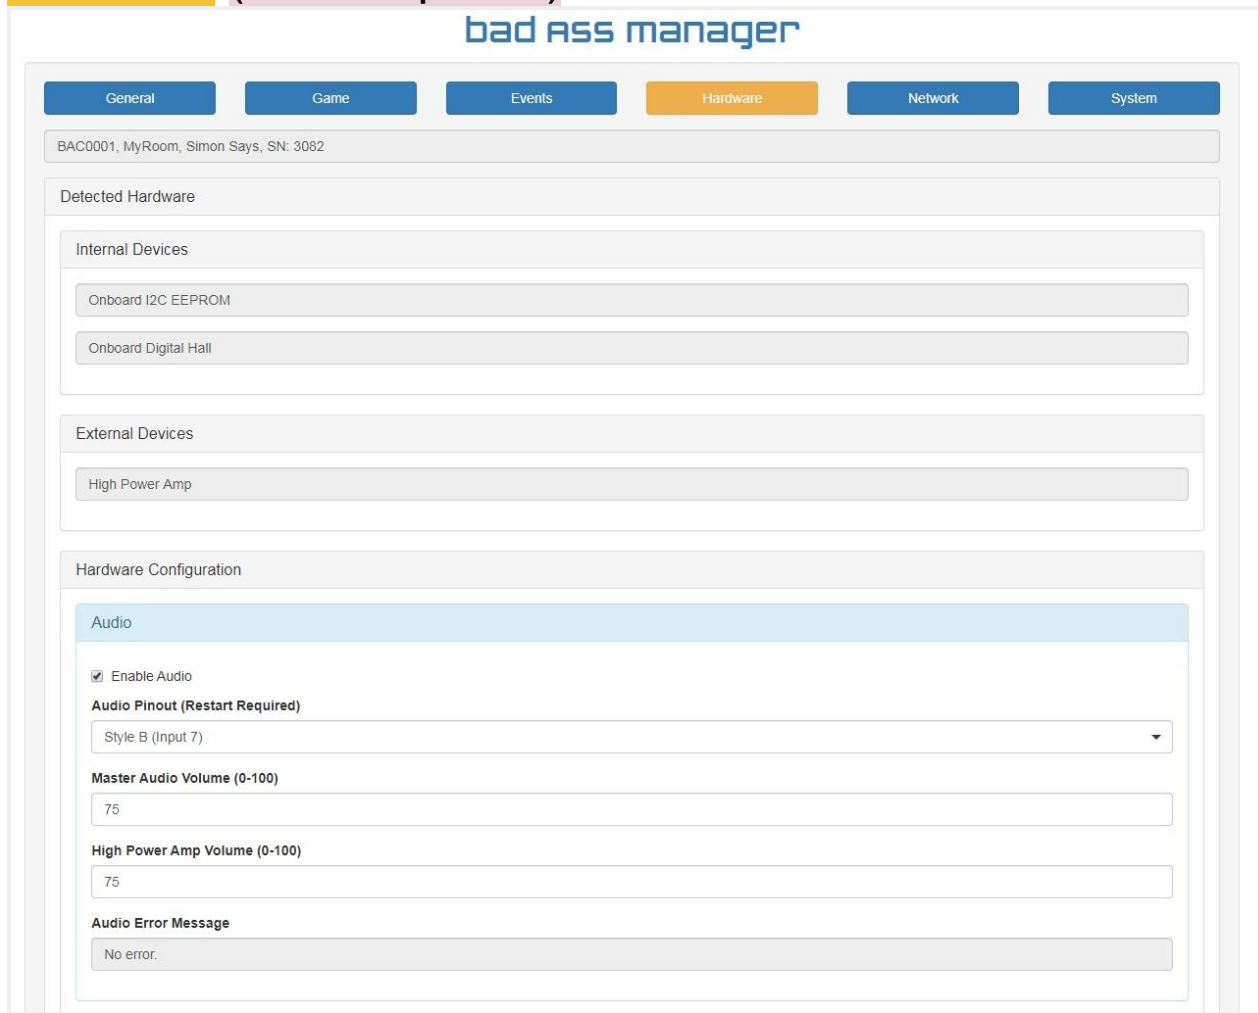 bad Ass manager
General Game Events Hardware Network System
BAC0001, MyRoom, Simon Says, SN: 3082
Detected Hardware
Internal Devices
Onboard I2C EEPROM
Onboard Digital Hall
External Devices
High Power Amp
Hardware Configuration
Audio
Enable Audio
Audio Pinout (Restart Required)
Style B (Input 7)
Master Audio Volume (0-100)
75
High Power Amp Volume (0-100)
75
Audio Error Message
No error.